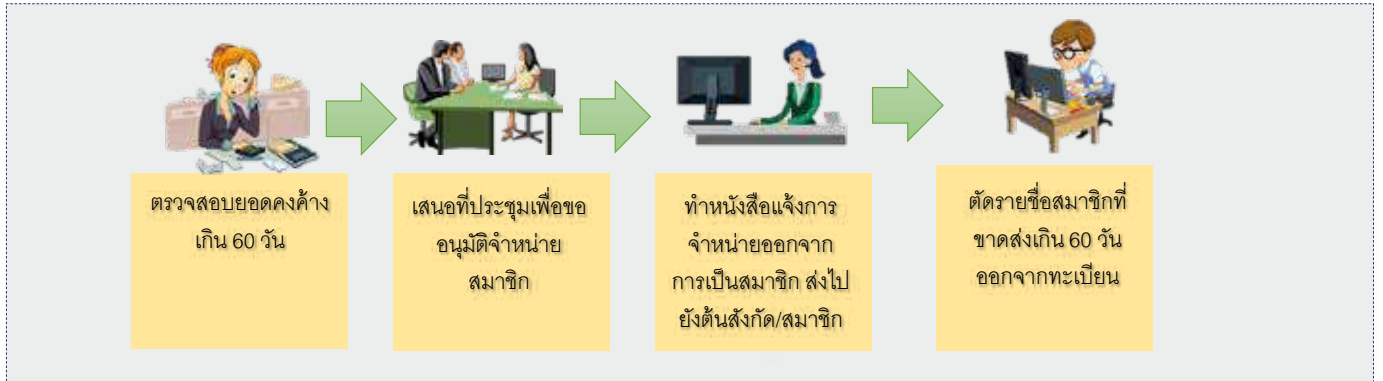 ตรวจสอบยอดคงค้าง
เกิน 60 วัน
เสนอที่ประชุมเพื่อขอ
อนุมัติจำหน่าย
สมาชิก
ทำหนังสือแจ้งการ
จำหน่ายออกจาก
การเป็นสมาชิก ส่งไป
ยังต้นสังกัด/สมาชิก
ตัดรายชื่อสมาชิกที่
ขาดส่งเกิน 60 วัน
ออกจากทะเบียน